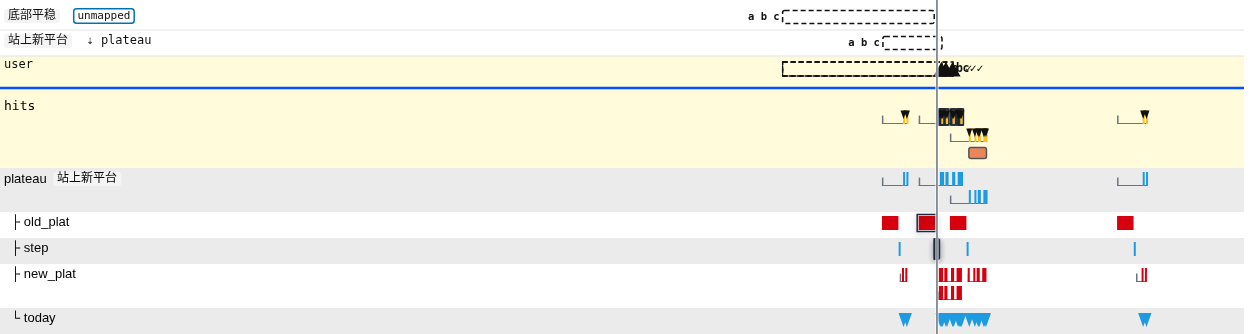 底部平稳 unmapped a b c
站上新平台 ↓ plateau a b c
user
hits
plateau 站上新平台
├ old_plat
├ step
├ new_plat
└ today